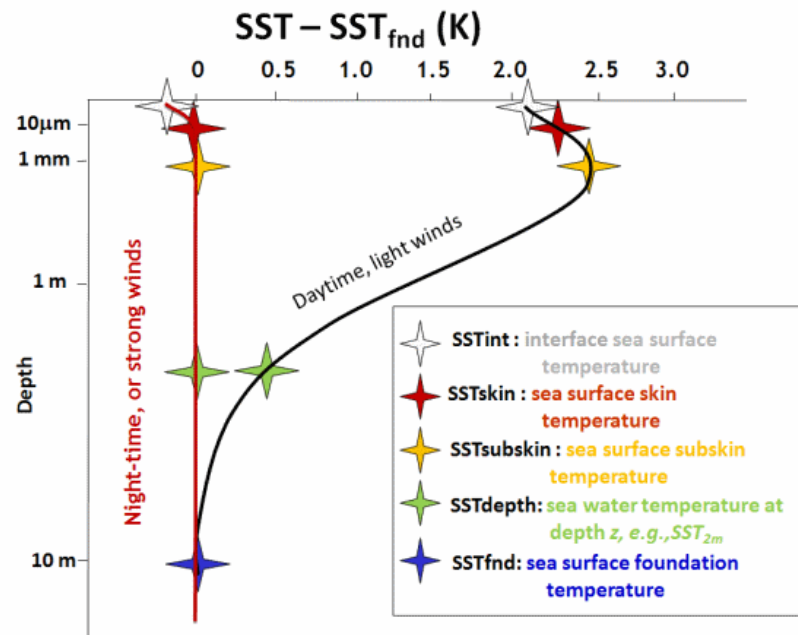 SST – SSTfnd (K)
0 0.5 1.0 1.5 2.0 2.5 3.0
10μm
1 mm
1 m
10 m
Depth
Night-time, or strong winds
Daytime, light winds
SSTint : interface sea surface
temperature
SSTskin : sea surface skin
temperature
SSTsubskin : sea surface subskin
temperature
SSTdepth: sea water temperature at
depth z, e.g.,SST2m
SSTfnd: sea surface foundation
temperature